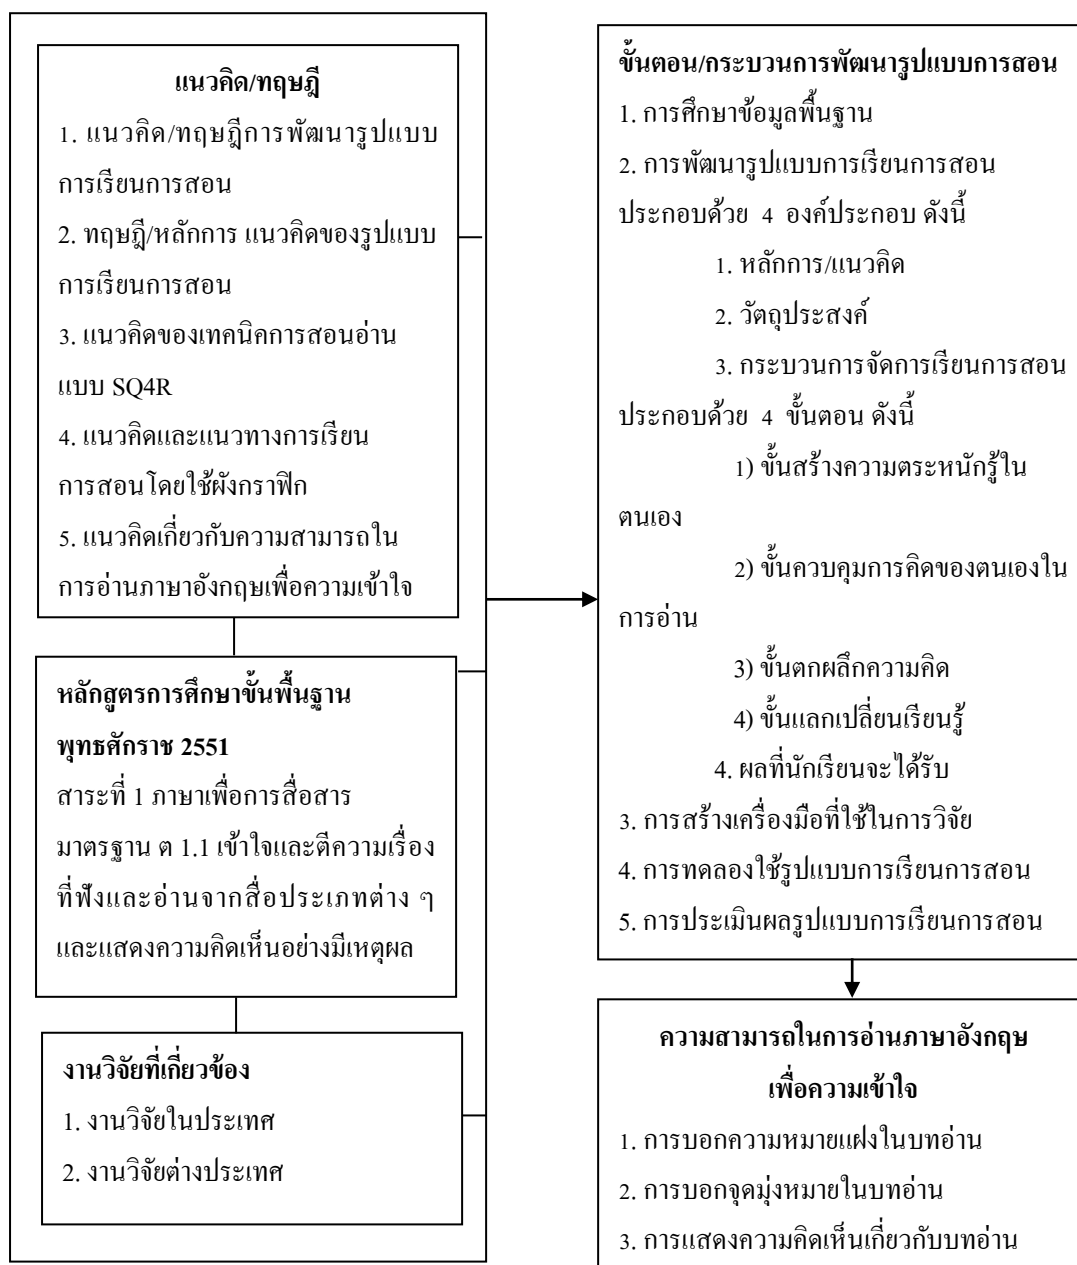 แนวคิด/ทฤษฎี
1. แนวคิด/ทฤษฎีการพัฒนารูปแบบ
การเรียนการสอน
2. ทฤษฎี/หลักการ แนวคิดของรูปแบบ
การเรียนการสอน
3. แนวคิดของเทคนิคการสอนอ่าน
แบบ SQ4R
4. แนวคิดและแนวทางการเรียน
การสอนโดยใช้ผังกราฟิก
5. แนวคิดเกี่ยวกับความสามารถใน
การอ่านภาษาอังกฤษเพื่อความเข้าใจ
หลักสูตรการศึกษาขั้นพื้นฐาน
พุทธศักราช 2551
สาระที่ 1 ภาษาเพื่อการสื่อสาร
มาตรฐาน ต 1.1 เข้าใจและตีความเรื่อง
ที่ฟังและอ่านจากสื่อประเภทต่าง ๆ
และแสดงความคิดเห็นอย่างมีเหตุผล
งานวิจัยที่เกี่ยวข้อง
1. งานวิจัยในประเทศ
2. งานวิจัยต่างประเทศ
ขั้นตอน/กระบวนการพัฒนารูปแบบการสอน
1. การศึกษาข้อมูลพื้นฐาน
2. การพัฒนารูปแบบการเรียนการสอน
ประกอบด้วย 4 องค์ประกอบ ดังนี้
1. หลักการ/แนวคิด
2. วัตถุประสงค์
3. กระบวนการจัดการเรียนการสอน
ประกอบด้วย 4 ขั้นตอน ดังนี้
1) ขั้นสร้างความตระหนักรู้ใน
ตนเอง
2) ขั้นควบคุมการคิดของตนเองใน
การอ่าน
3) ขั้นตกผลึกความคิด
4) ขั้นแลกเปลี่ยนเรียนรู้
4. ผลที่นักเรียนจะได้รับ
3. การสร้างเครื่องมือที่ใช้ในการวิจัย
4. การทดลองใช้รูปแบบการเรียนการสอน
5. การประเมินผลรูปแบบการเรียนการสอน
ความสามารถในการอ่านภาษาอังกฤษ
เพื่อความเข้าใจ
1. การบอกความหมายแฝงในบทอ่าน
2. การบอกจุดมุ่งหมายในบทอ่าน
3. การแสดงความคิดเห็นเกี่ยวกับบทอ่าน